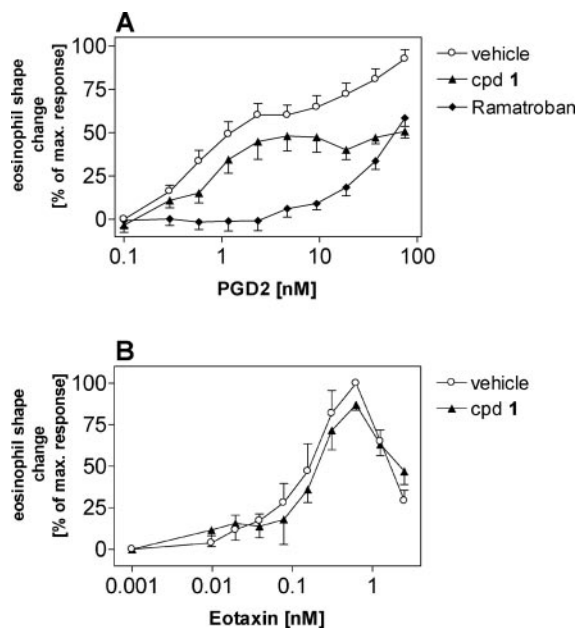 A
eosinophil shape
change
[% of max. response]
100
75
50
25
0
0.1
1
10
100
PGD2 [nM]
vehicle
cpd 1
Ramatroban
B
eosinophil shape
change
[% of max. response]
100
75
50
25
0
0.001
0.01
0.1
1
Eotaxin [nM]
vehicle
cpd 1